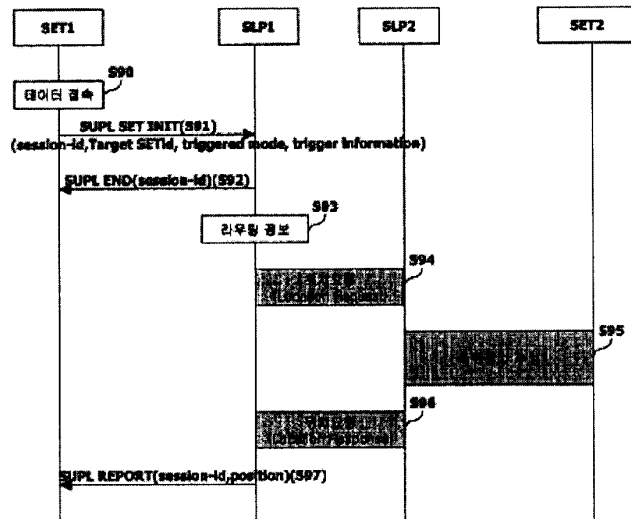 SET1
SLP1
SLP2
SET2
S90
데이터 접속
SUPL SET INIT(S91)
(session-id,Target SETid, triggered mode, trigger information)
SUPL END(session-id)(S92)
S93
라우팅 정보
S94
S95
S96
SUPL REPORT(session-id,position)(S97)